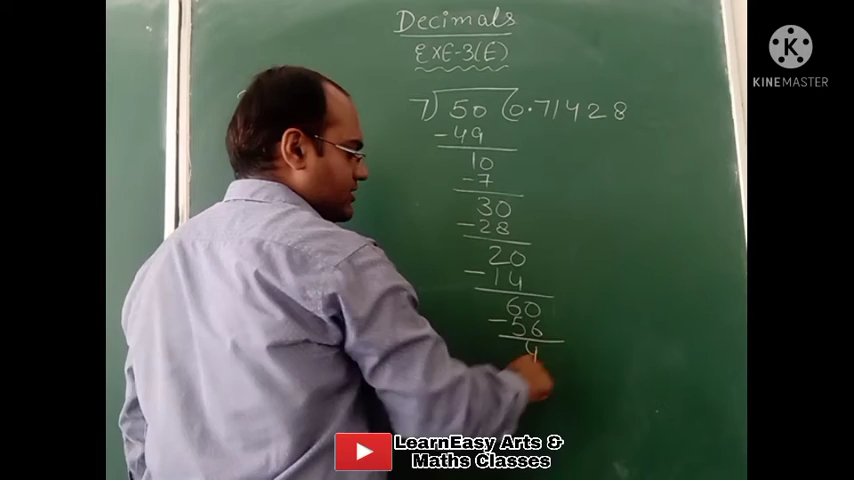 Decimals
EXE-3(E)
7)50(0.71428
-49
10
-7
30
-28
20
-14
60
-56
4
K
KINEMASTER
LearnEasy Arts &
Maths Classes